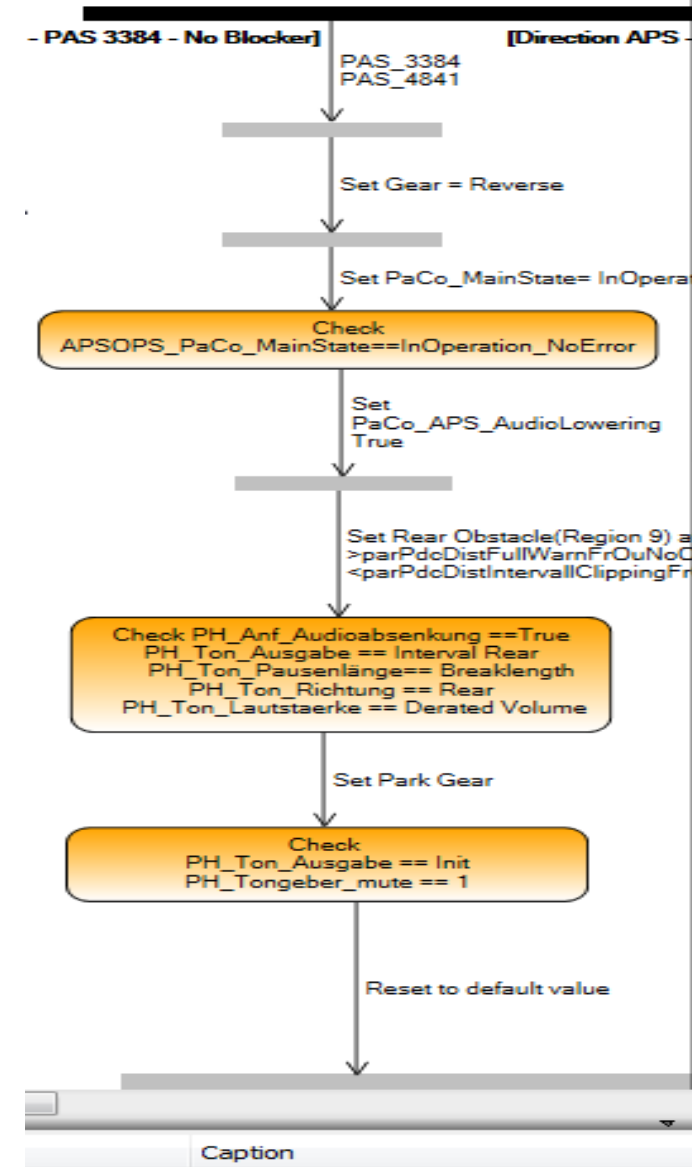 - PAS 3384 - No Blocker]
[Direction APS -
PAS_3384
PAS_4841
Set Gear = Reverse
Set PaCo_MainState= InOpera
Check
APSOPS_PaCo_MainState==InOperation_NoError
Set
PaCo_APS_AudioLowering
True
Set Rear Obstacle(Region 9) a
>parPdcDistFullWarnFrOuNoC
<parPdcDistIntervallClippingFr
Check PH_Anf_Audioabsenkung ==True
PH_Ton_Ausgabe == Interval Rear
PH_Ton_Pausenlänge== Breaklength
PH_Ton_Richtung == Rear
PH_Ton_Lautstaerke == Derated Volume
Set Park Gear
Check
PH_Ton_Ausgabe == Init
PH_Tongeber_mute == 1
Reset to default value
Caption